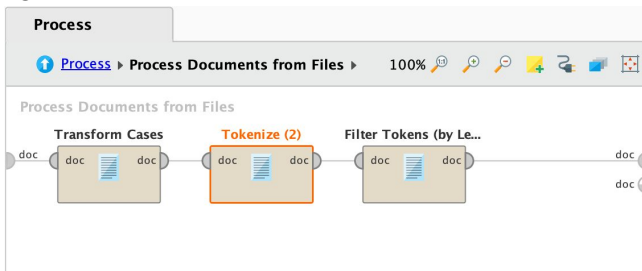 Process
Process ▸ Process Documents from Files ▸ 100%
Process Documents from Files
Transform Cases Tokenize (2) Filter Tokens (by Le...
doc doc doc doc doc doc doc doc
doc